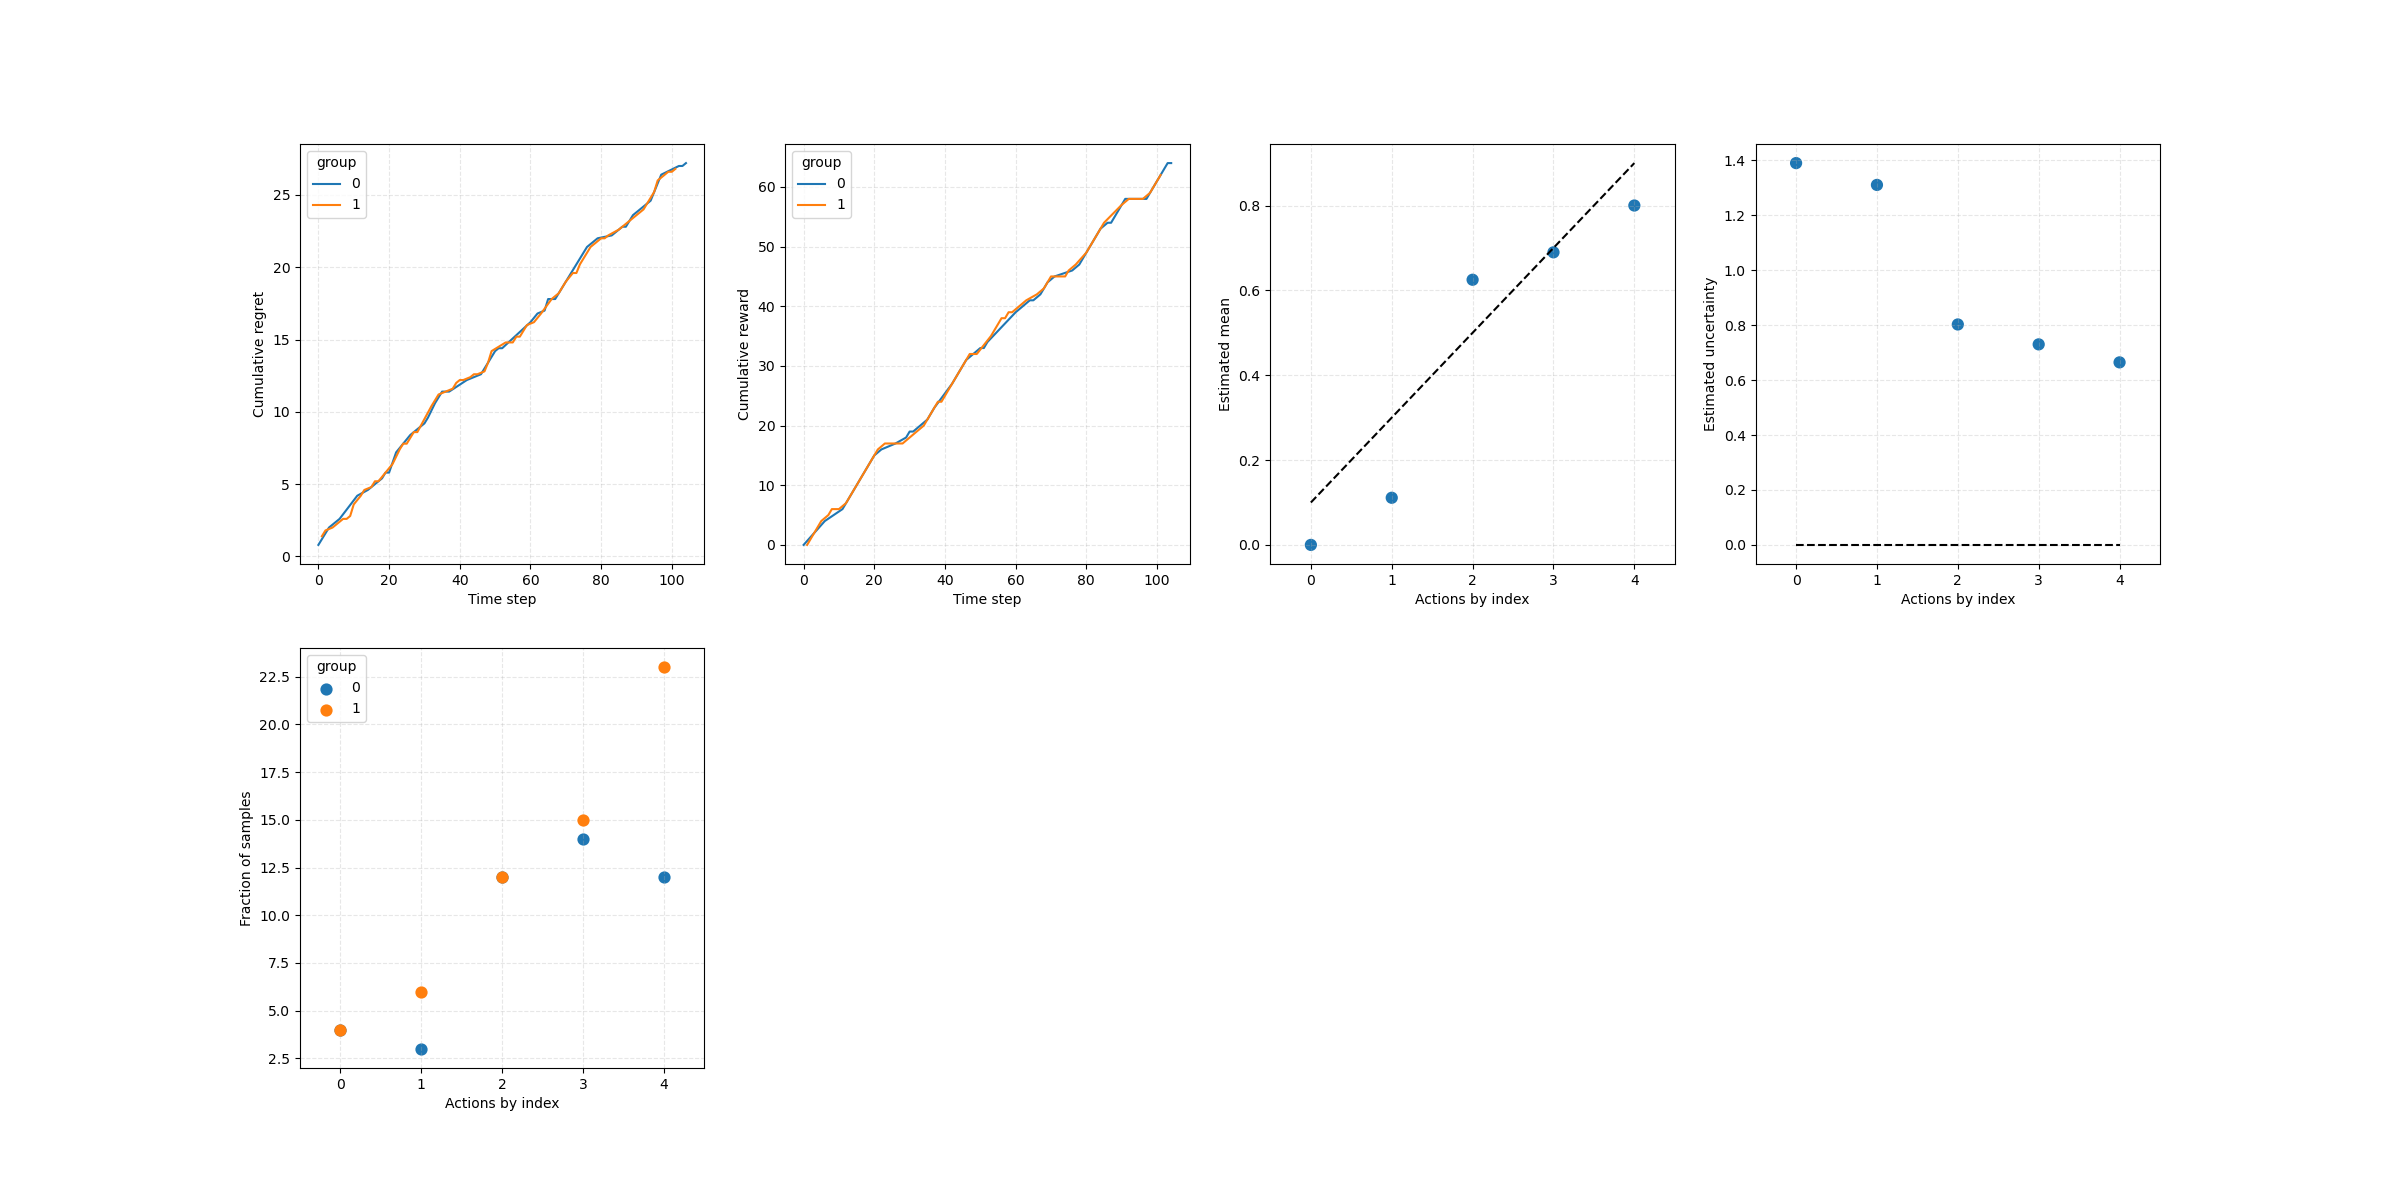 group
0
1
25
20
15
10
5
0
Cumulative regret
0 20 40 60 80 100
Time step
group
0
1
60
50
40
30
20
10
0
Cumulative reward
0 20 40 60 80 100
Time step
0.8
0.6
0.4
0.2
0.0
Estimated mean
0 1 2 3 4
Actions by index
1.4
1.2
1.0
0.8
0.6
0.4
0.2
0.0
Estimated uncertainty
0 1 2 3 4
Actions by index
group
0
1
22.5
20.0
17.5
15.0
12.5
10.0
7.5
5.0
2.5
Fraction of samples
0 1 2 3 4
Actions by index